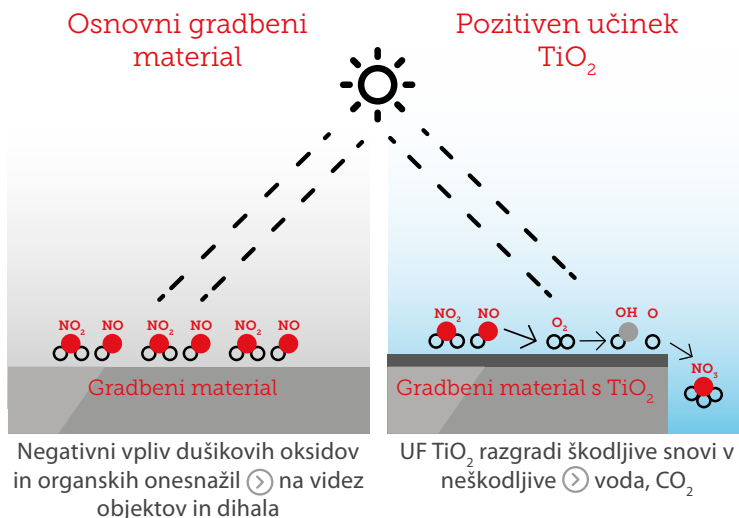 Osnovni gradbeni
material
NO₂ NO NO₂ NO NO₂ NO
Gradbeni material
Negativni vpliv dušikovih oksidov
in organskih onesnažil > na videz
objektov in dihala
Pozitiven učinek
TiO₂
NO₂ NO O₂ OH O
NO₃
Gradbeni material s TiO₂
UF TiO₂ razgradi škodljive snovi v
neškodljive > voda, CO₂